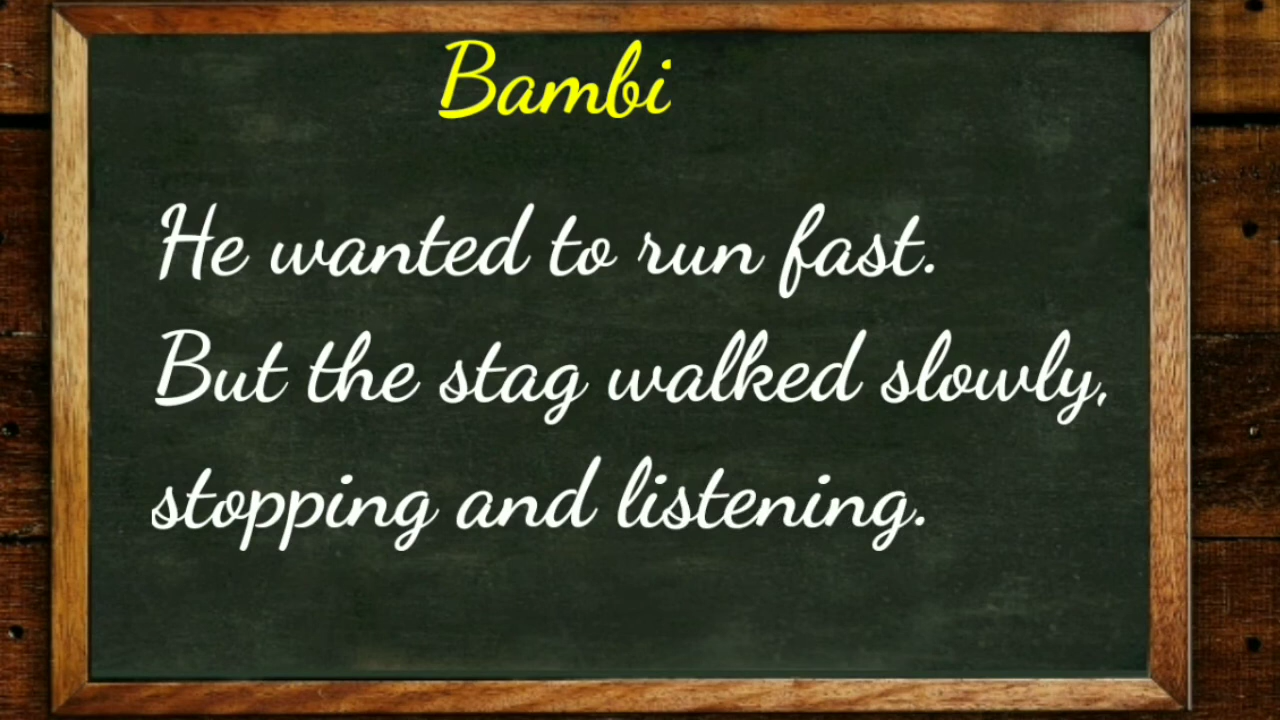 Bambi
He wanted to run fast.
But the stag walked slowly,
stopping and listening.